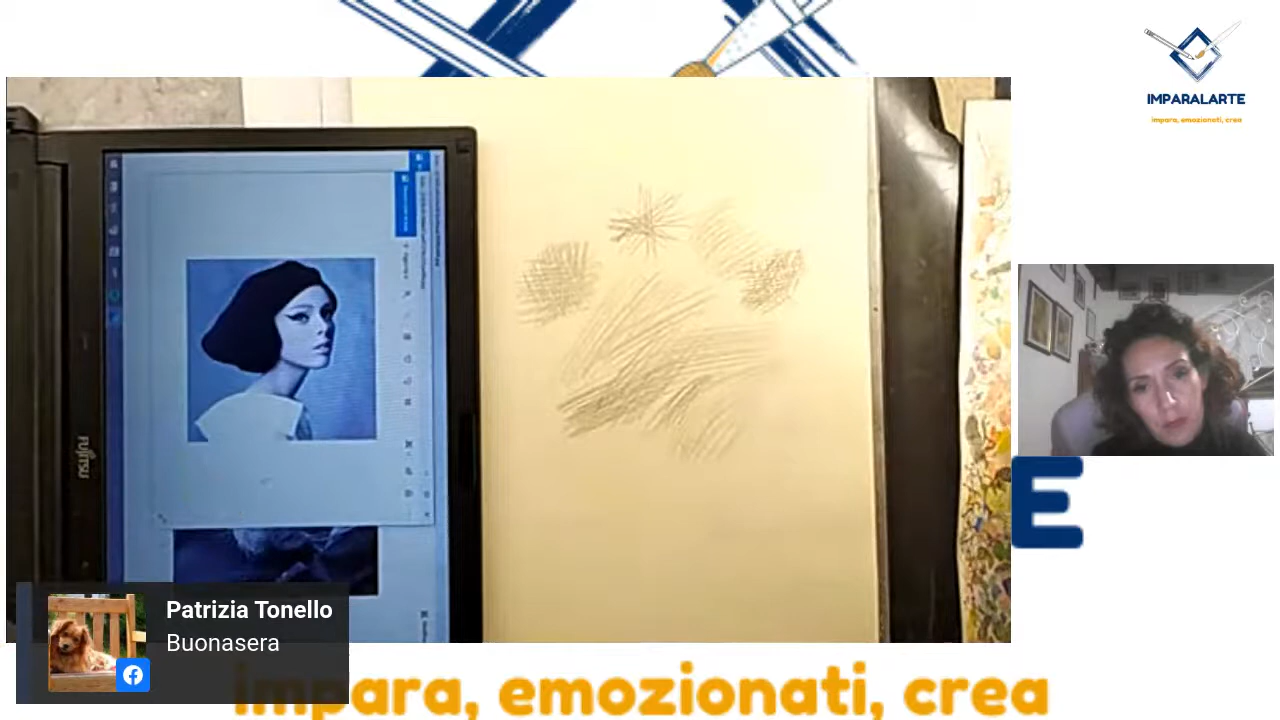 IMPARALARTE
impara, emozionati, crea
FUJITSU
E
Patrizia Tonello
Buonasera
impara, emozionati, crea